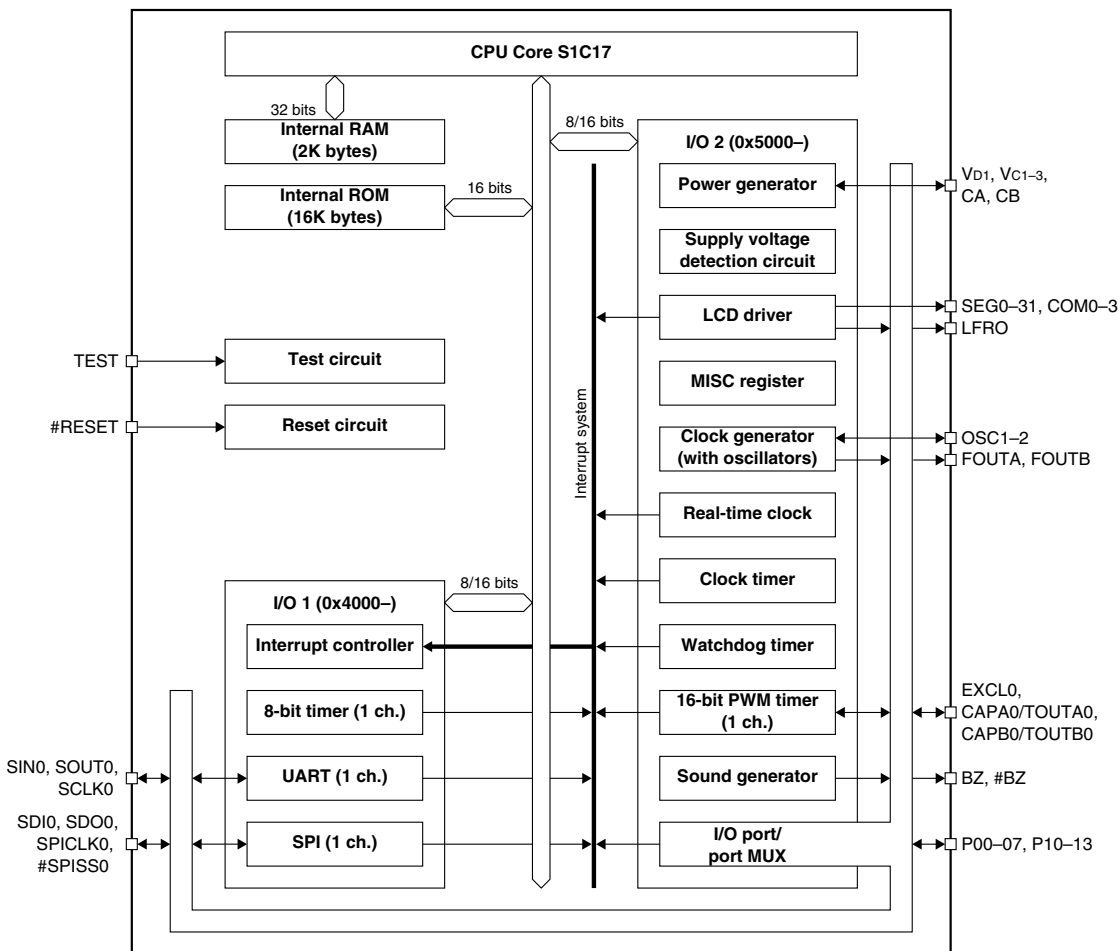 CPU Core S1C17
32 bits
Internal RAM
(2K bytes)
Internal ROM
(16K bytes)
16 bits
8/16 bits
I/O 2 (0x5000–)
Power generator
VD1, VC1–3,
CA, CB
Supply voltage
detection circuit
LCD driver
SEG0–31, COM0–3
LFRO
TEST
Test circuit
MISC register
#RESET
Reset circuit
Clock generator
(with oscillators)
OSC1–2
FOUTA, FOUTB
Interrupt system
Real-time clock
Clock timer
8/16 bits
I/O 1 (0x4000–)
Interrupt controller
Watchdog timer
8-bit timer (1 ch.)
16-bit PWM timer
(1 ch.)
EXCL0,
CAPA0/TOUTA0,
CAPB0/TOUTB0
SIN0, SOUT0,
SCLK0
UART (1 ch.)
Sound generator
BZ, #BZ
SDI0, SDO0,
SPICLK0,
#SPISS0
SPI (1 ch.)
I/O port/
port MUX
P00–07, P10–13